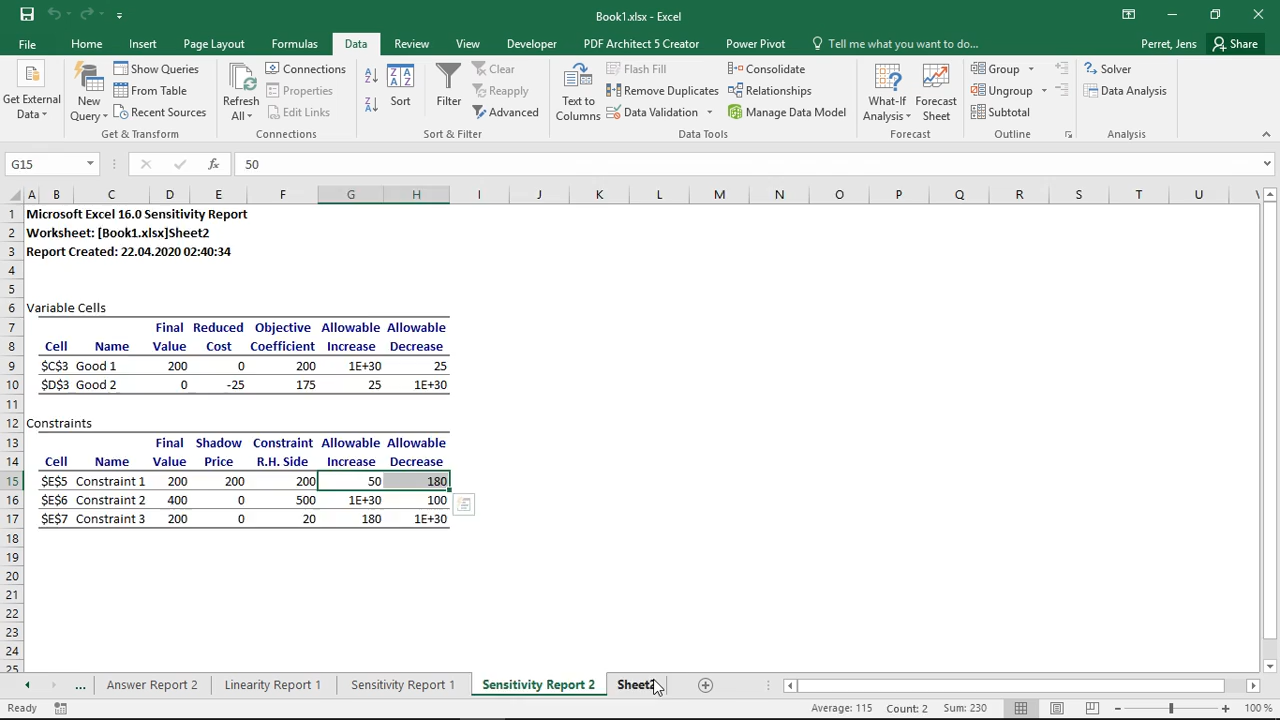 Book1.xlsx - Excel
File Home Insert Page Layout Formulas Data Review View Developer PDF Architect 5 Creator Power Pivot Tell me what you want to do... Perret, Jens Share
Get External Data
New Query
Show Queries
From Table
Recent Sources
Get & Transform
Refresh All
Connections
Properties
Edit Links
Connections
Sort
Filter
Clear
Reapply
Advanced
Sort & Filter
Text to Columns
Flash Fill
Remove Duplicates
Data Validation
Consolidate
Relationships
Manage Data Model
Data Tools
What-If Analysis
Forecast Sheet
Forecast
Group
Ungroup
Subtotal
Outline
Solver
Data Analysis
Analysis
G15 fx 50
A B C D E F G H I J K L M N O P Q R S T U
1 Microsoft Excel 16.0 Sensitivity Report
2 Worksheet: [Book1.xlsx]Sheet2
3 Report Created: 22.04.2020 02:40:34
4
5
6 Variable Cells
7 Final Reduced Objective Allowable Allowable
8 Cell Name Value Cost Coefficient Increase Decrease
9 $C$3 Good 1 200 0 200 1E+30 25
10 $D$3 Good 2 0 -25 175 25 1E+30
11
12 Constraints
13 Final Shadow Constraint Allowable Allowable
14 Cell Name Value Price R.H. Side Increase Decrease
15 $E$5 Constraint 1 200 200 200 50 180
16 $E$6 Constraint 2 400 0 500 1E+30 100
17 $E$7 Constraint 3 200 0 20 180 1E+30
18
19
20
21
22
23
24
25
... Answer Report 2 Linearity Report 1 Sensitivity Report 1 Sensitivity Report 2 Sheet2
Ready Average: 115 Count: 2 Sum: 230 100 %